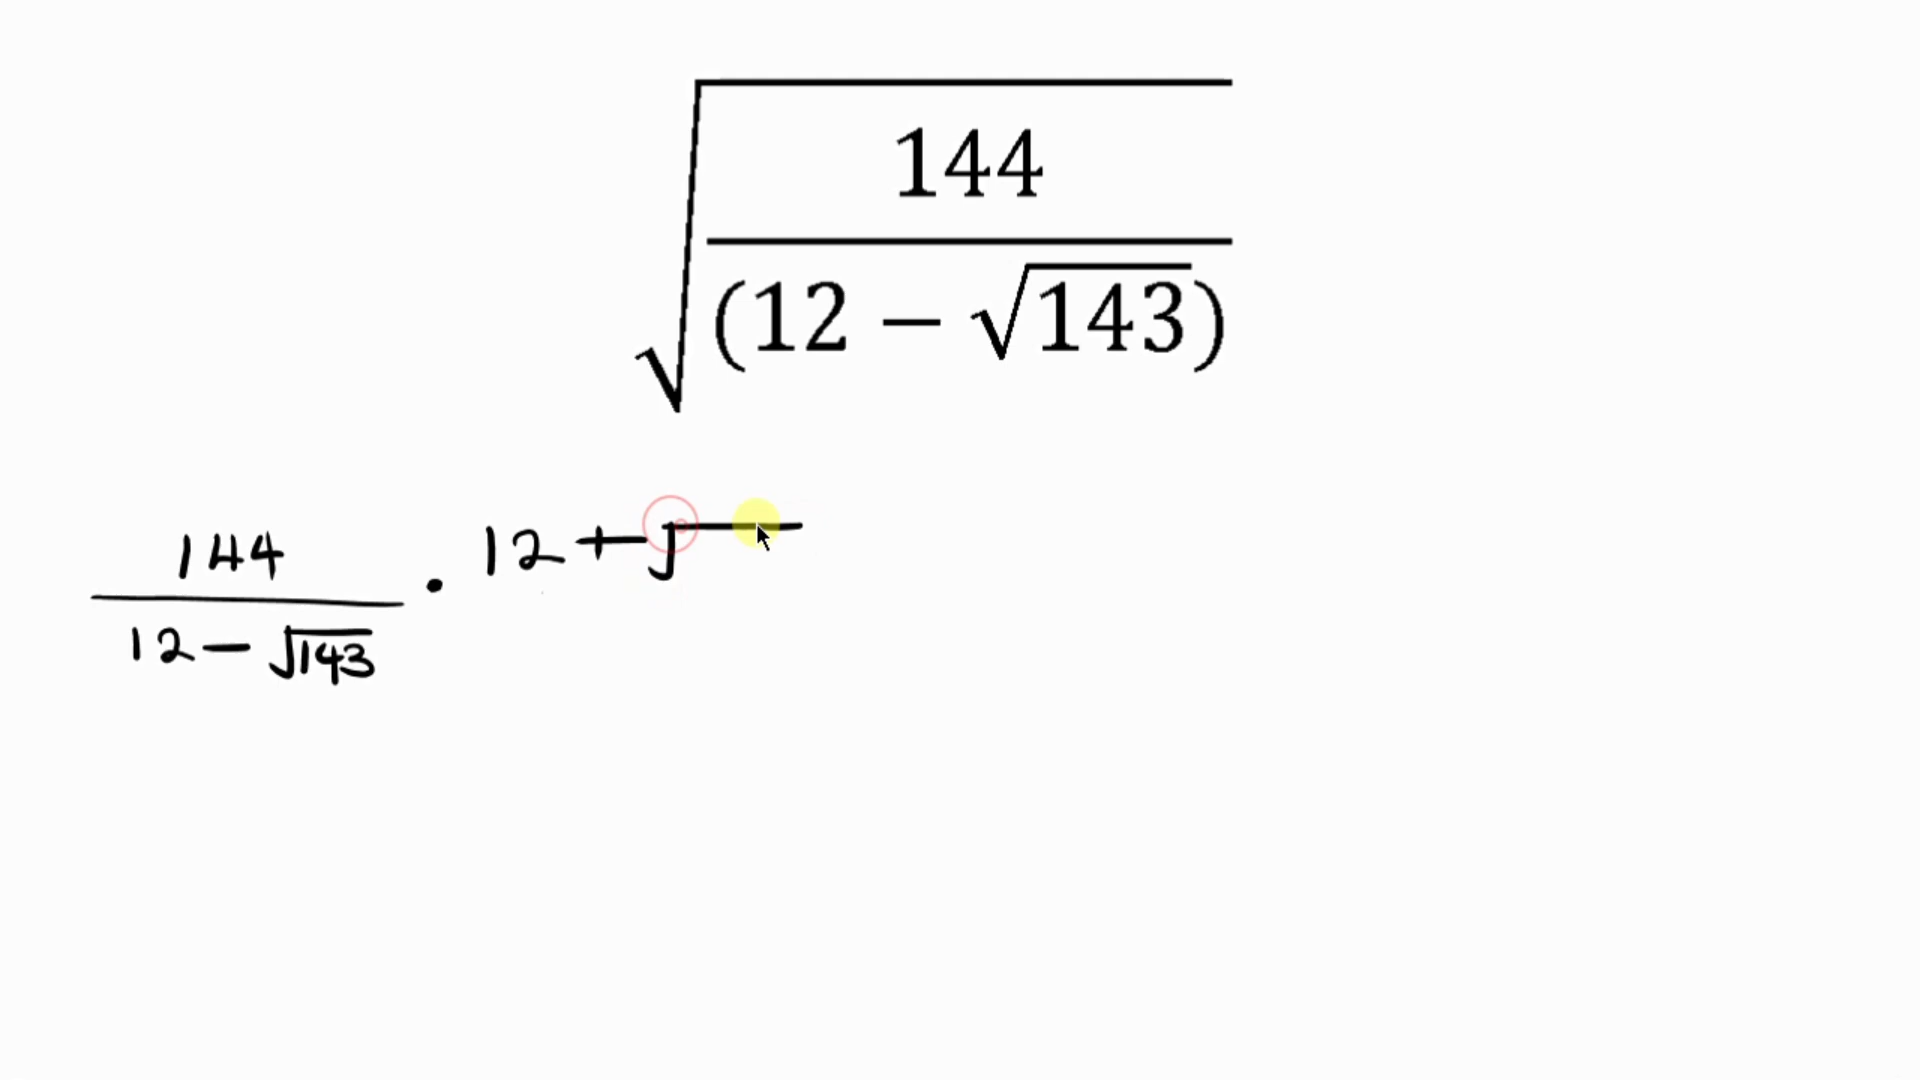 √(144 / (12 − √143))
144 / (12 − √143) · 12 + √